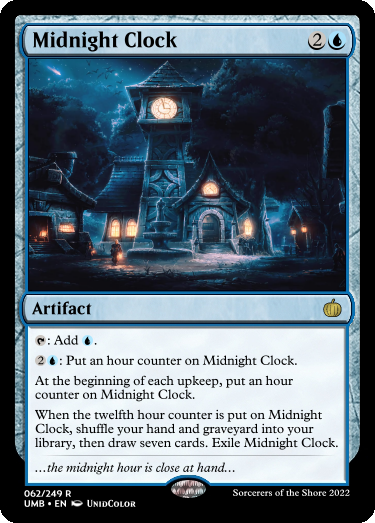 Midnight Clock 2
Artifact
: Add .
2 : Put an hour counter on Midnight Clock.
At the beginning of each upkeep, put an hour
counter on Midnight Clock.
When the twelfth hour counter is put on Midnight
Clock, shuffle your hand and graveyard into your
library, then draw seven cards. Exile Midnight Clock.
…the midnight hour is close at hand…
062/249 R
UMB • EN UnidColor
Sorcerers of the Shore 2022